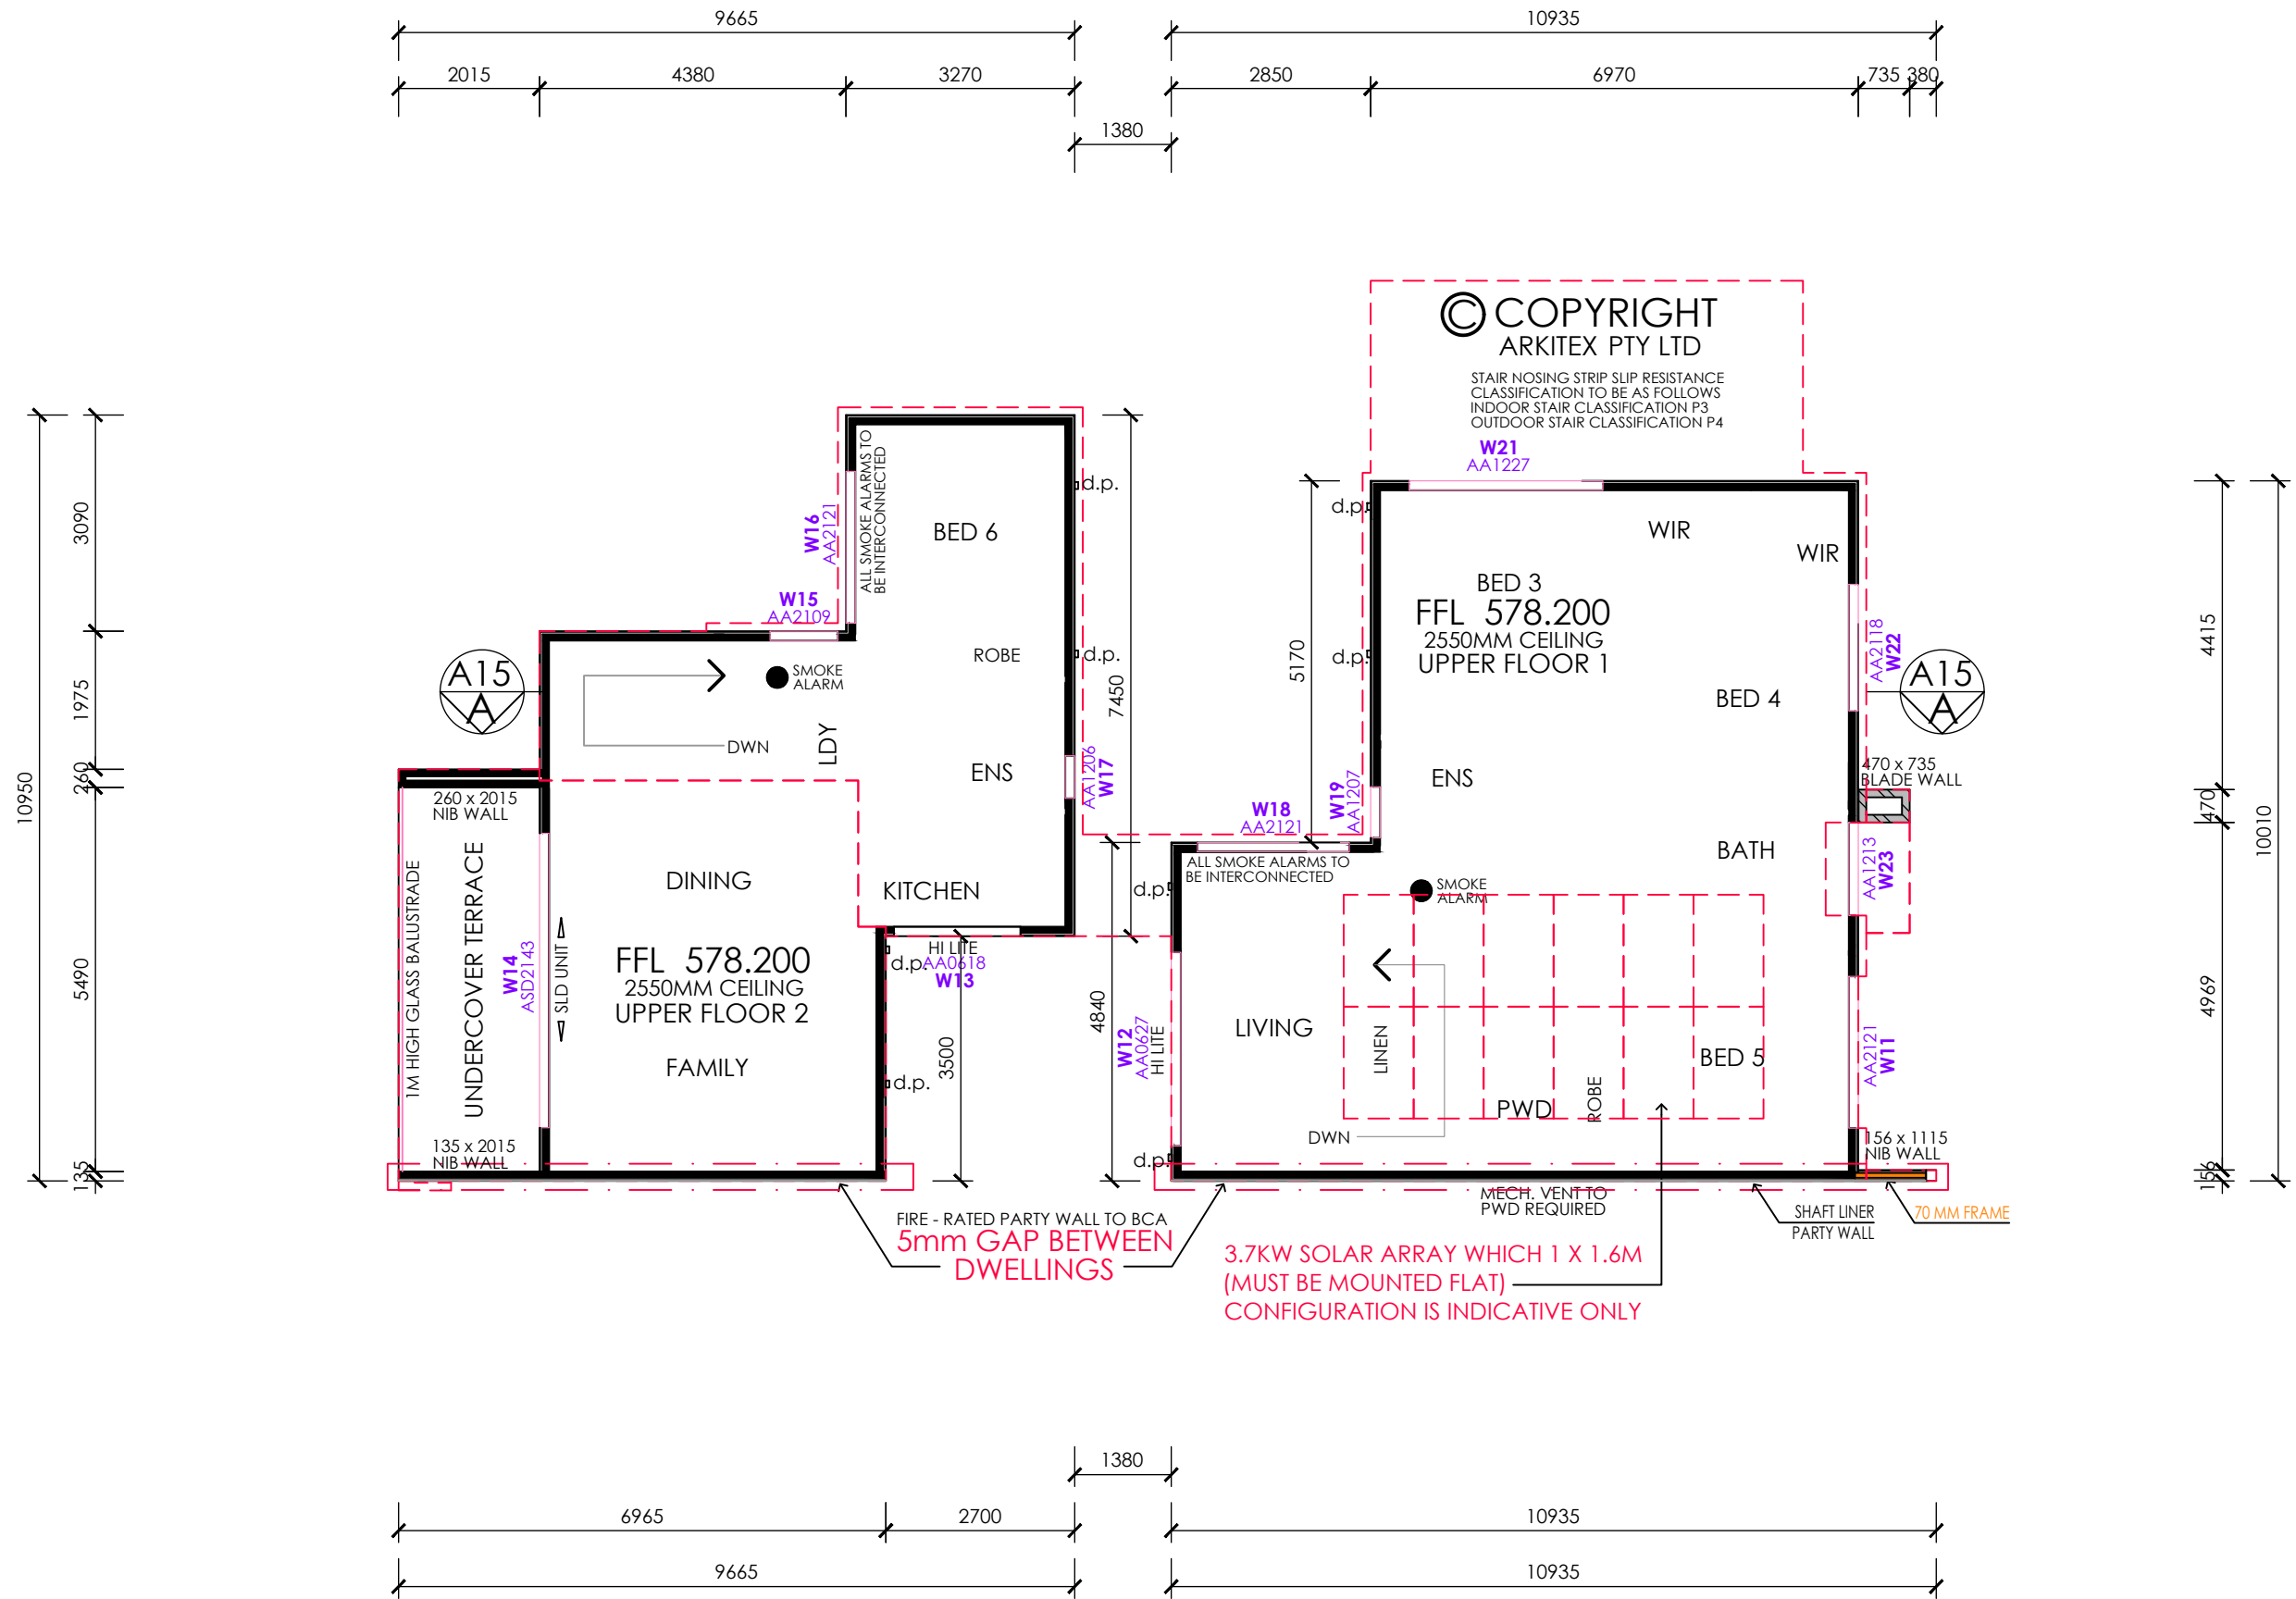 9665
10935
2015
4380
3270
2850
6970
735
380
1380
© COPYRIGHT
ARKITEX PTY LTD
STAIR NOSING STRIP SLIP RESISTANCE
CLASSIFICATION TO BE AS FOLLOWS
INDOOR STAIR CLASSIFICATION P3
OUTDOOR STAIR CLASSIFICATION P4
W21
AA1227
10950
3090
1975
260
5490
135
W16
AA2121
ALL SMOKE ALARMS TO
BE INTERCONNECTED
BED 6
d.p.
W15
AA2109
ROBE
d.p.
SMOKE
ALARM
A15
A
DWN
LDY
ENS
AA1206
W17
7450
260 x 2015
NIB WALL
1M HIGH GLASS BALUSTRADE
UNDERCOVER TERRACE
W14
ASD2143
SLD UNIT
DINING
KITCHEN
FFL 578.200
2550MM CEILING
UPPER FLOOR 2
FAMILY
HI LITE
d.p.
AA0618
W13
3500
d.p.
135 x 2015
NIB WALL
d.p.
5170
WIR
WIR
BED 3
FFL 578.200
2550MM CEILING
UPPER FLOOR 1
d.p.
BED 4
AA2118
W22
A15
A
4415
470
10010
4969
156
470 x 735
BLADE WALL
ENS
W19
AA1207
W18
AA2121
ALL SMOKE ALARMS TO
BE INTERCONNECTED
BATH
AA1213
W23
d.p.
SMOKE
ALARM
4840
W12
AA0627
HI LITE
LIVING
LINEN
BED 5
AA2121
W11
PWD
ROBE
DWN
d.p.
156 x 1115
NIB WALL
MECH. VENT TO
PWD REQUIRED
SHAFT LINER
PARTY WALL
70 MM FRAME
FIRE - RATED PARTY WALL TO BCA
5mm GAP BETWEEN
DWELLINGS
3.7KW SOLAR ARRAY WHICH 1 X 1.6M
(MUST BE MOUNTED FLAT)
CONFIGURATION IS INDICATIVE ONLY
1380
6965
2700
10935
9665
10935